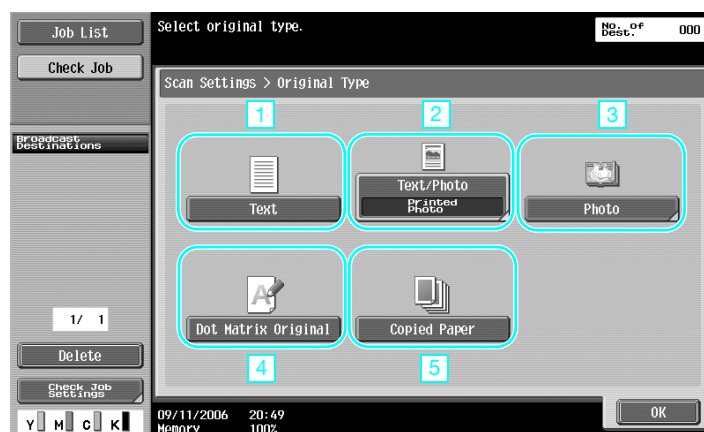 Job List
Check Job
Select original type.
No. of
Dest.
000
Scan Settings > Original Type
1
2
3
Broadcast
Destinations
Text
Text/Photo
Printed
Photo
Photo
Dot Matrix Original
Copied Paper
4
5
1/ 1
Delete
Check Job
Settings
Y M C K
09/11/2006 20:49
Memory 100%
OK